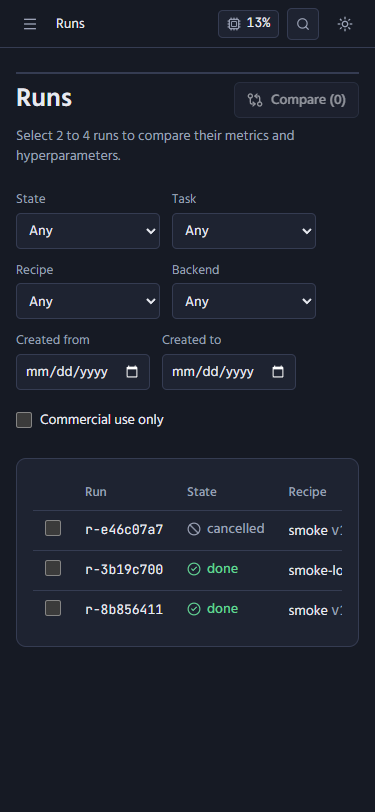 Runs 13%
Runs Compare (0)
Select 2 to 4 runs to compare their metrics and
hyperparameters.
State Task
Any Any
Recipe Backend
Any Any
Created from Created to
mm/dd/yyyy mm/dd/yyyy
Commercial use only
Run State Recipe
r-e46c07a7 cancelled smoke
r-3b19c700 done
r-8b856411 done smoke